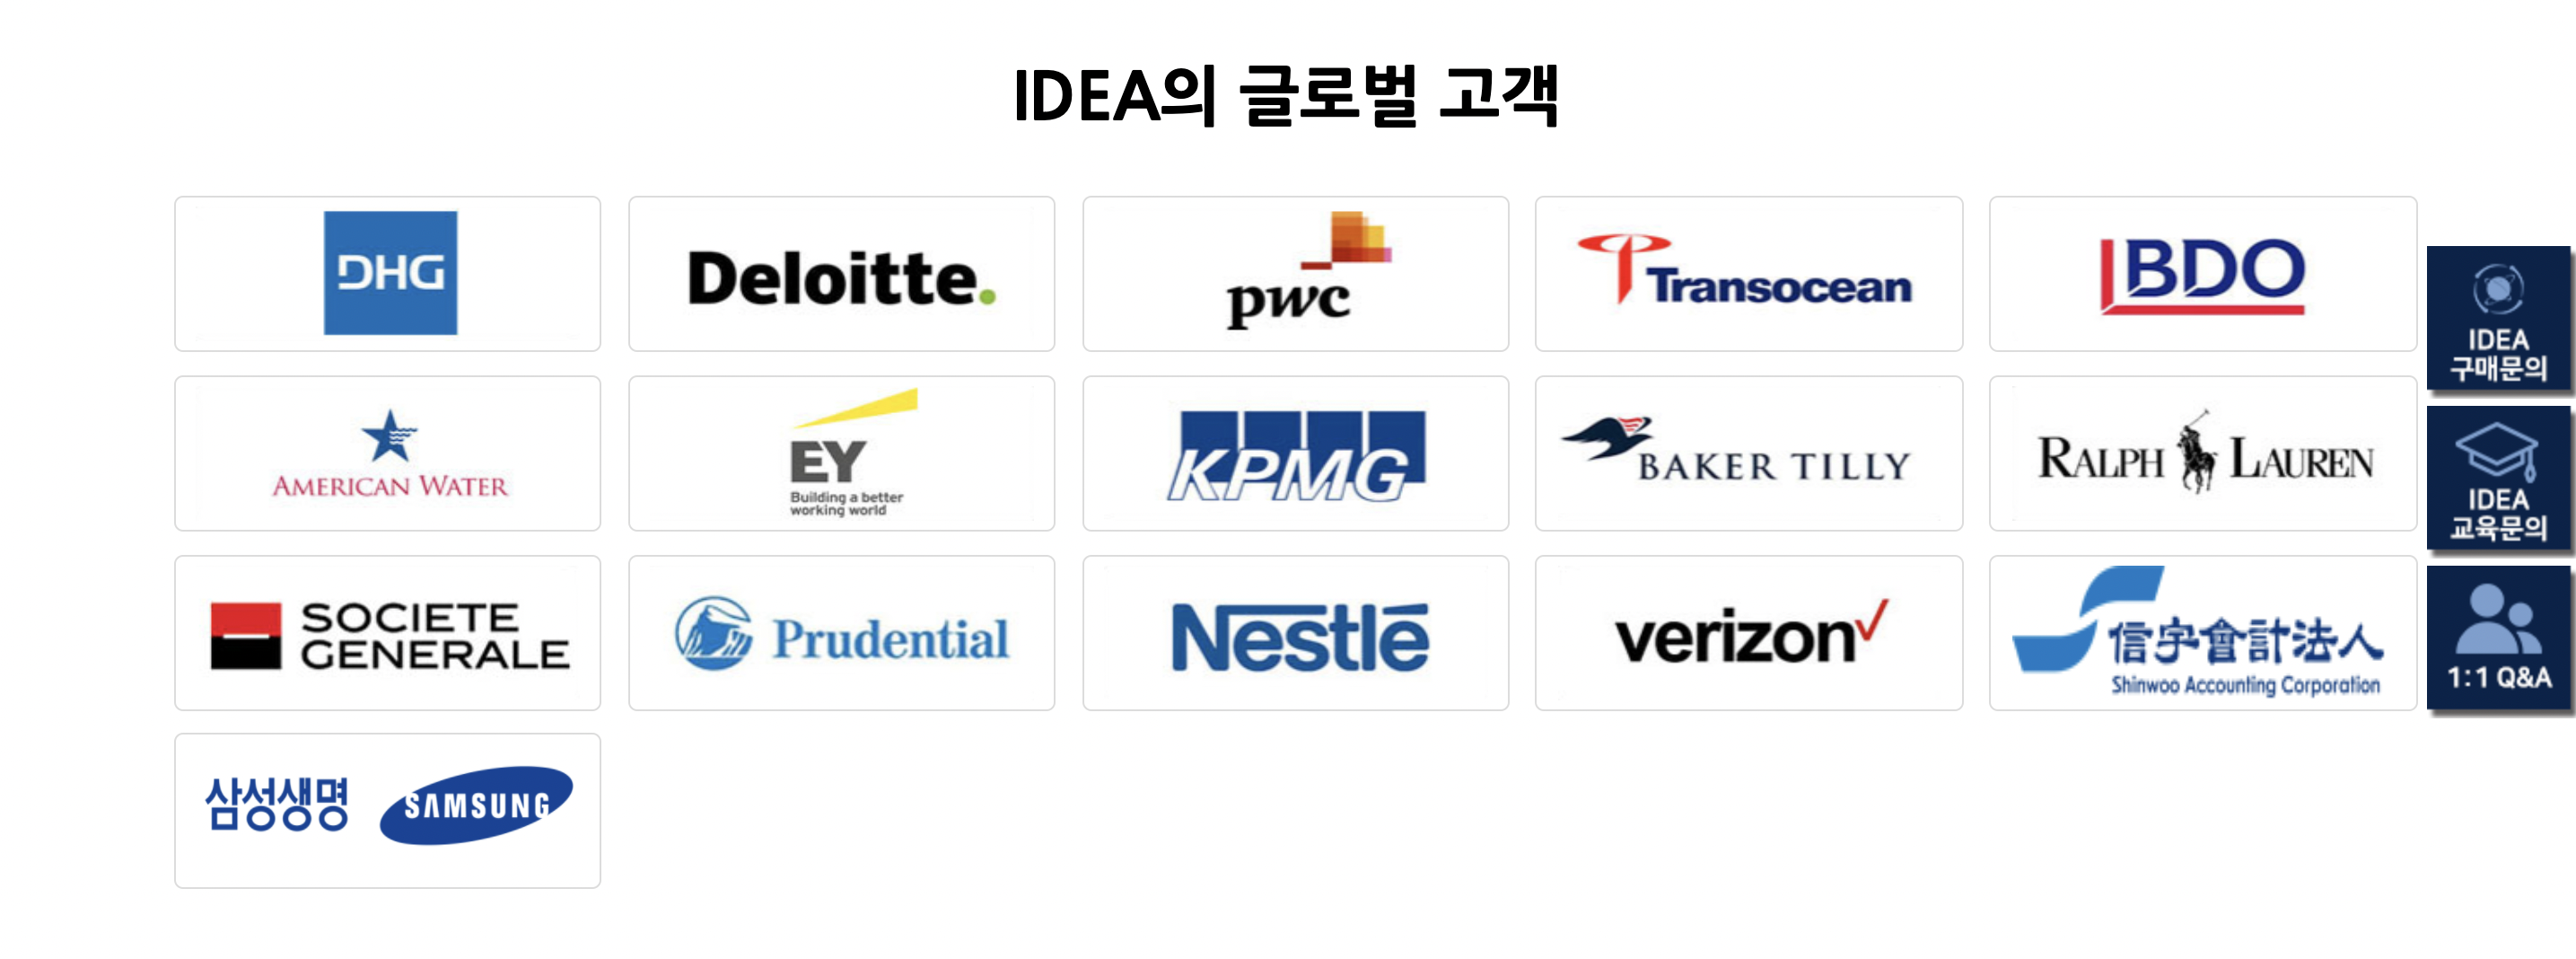 IDEA의 글로벌 고객
DHG
Deloitte.
pwc
Transocean
BDO
AMERICAN WATER
EY
Building a better
working world
KPMG
BAKER TILLY
RALPH LAUREN
SOCIETE
GENERALE
Prudential
Nestlé
verizon
信宇會計法人
Shinwoo Accounting Corporation
삼성생명 SAMSUNG
IDEA
구매문의
IDEA
교육문의
1:1 Q&A